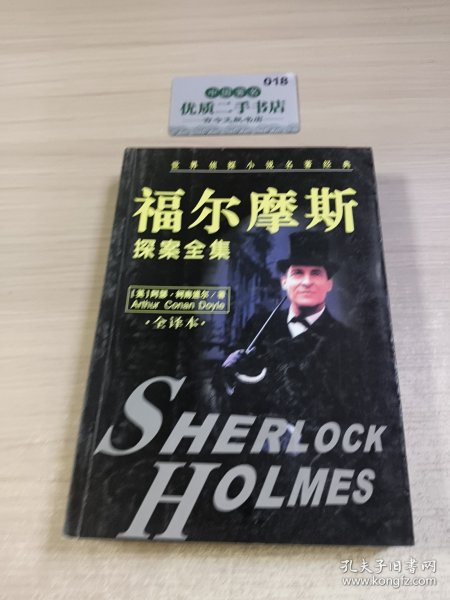 018
优质二手书店
世界侦探小说名著经典
福尔摩斯
探案全集
[英]阿瑟·柯南道尔/著
Arthur Conan Doyle
·全译本·
SHERLOCK
HOLMES
孔夫子旧书网
www.kongfz.com